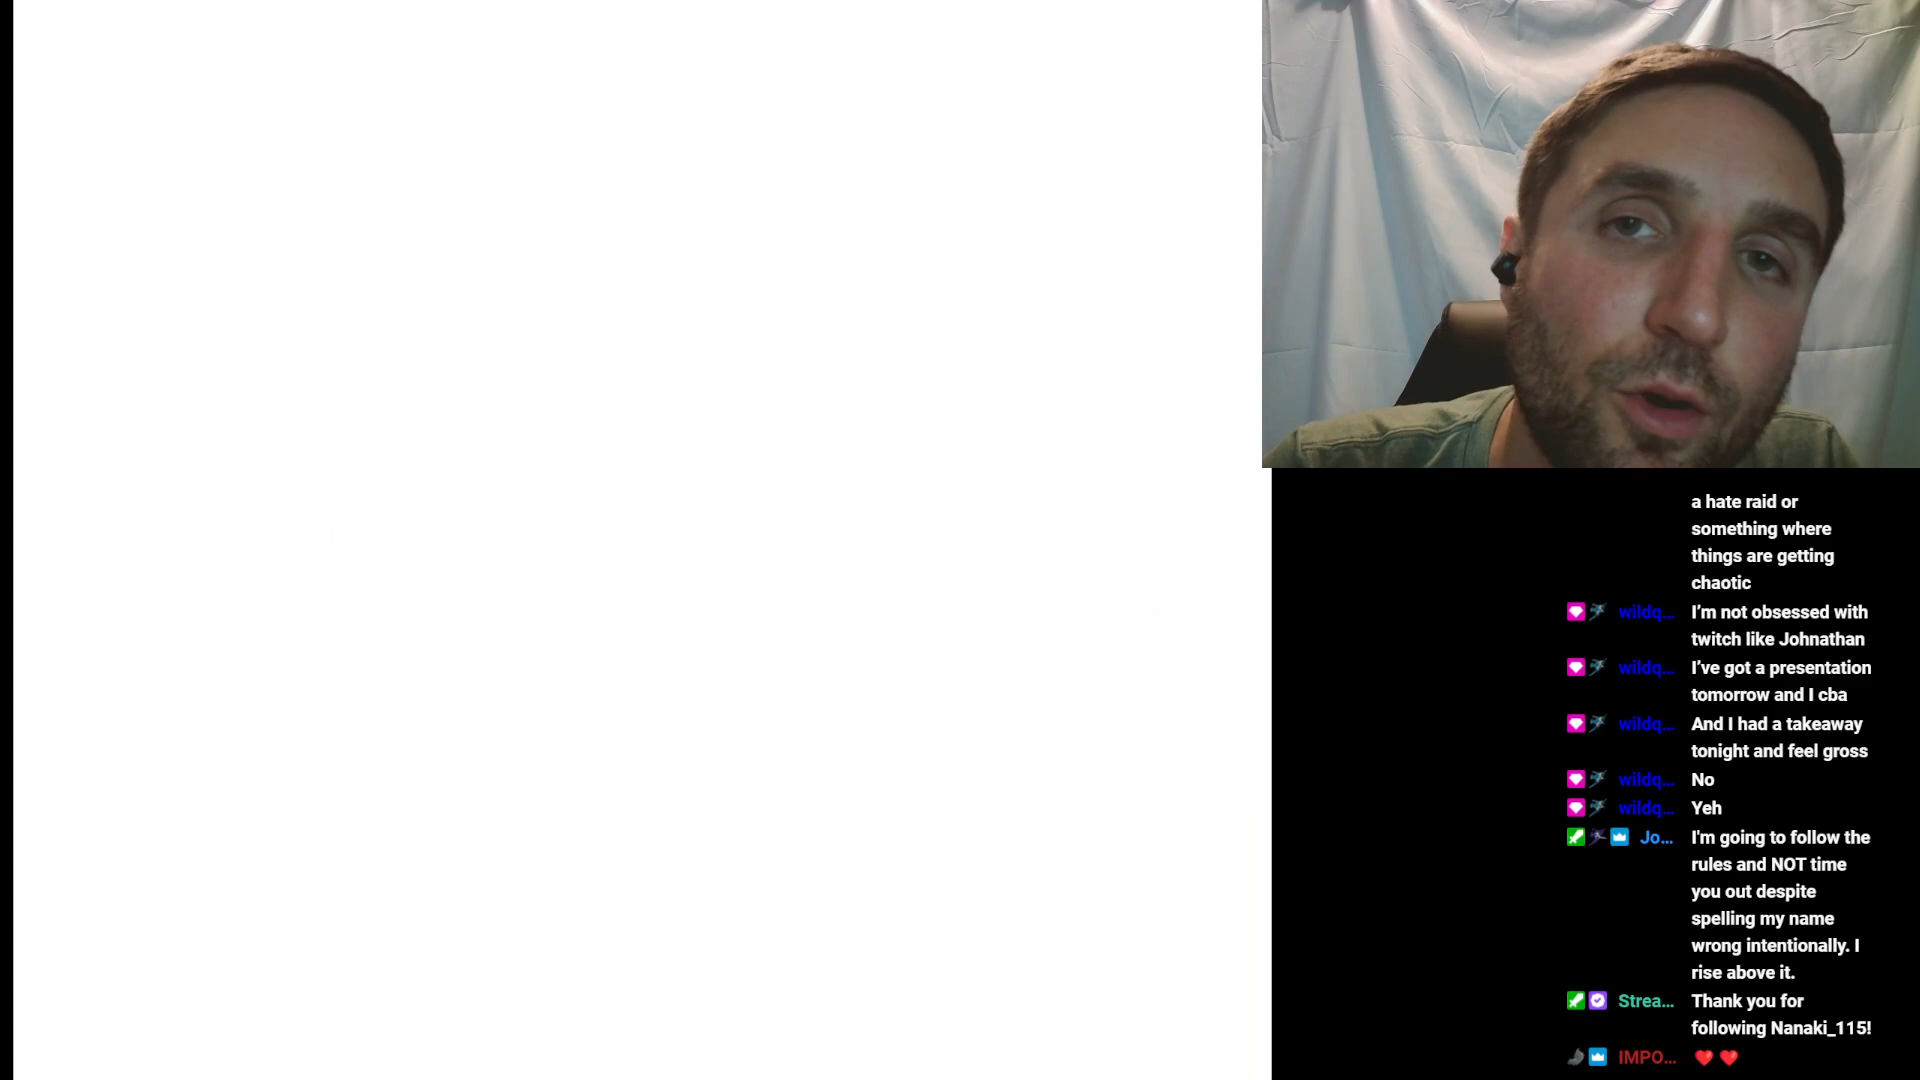 a hate raid or
something where
things are getting
chaotic
wildq... I’m not obsessed with
twitch like Johnathan
wildq... I’ve got a presentation
tomorrow and I cba
wildq... And I had a takeaway
tonight and feel gross
wildq... No
wildq... Yeh
Jo... I'm going to follow the
rules and NOT time
you out despite
spelling my name
wrong intentionally. I
rise above it.
Strea... Thank you for
following Nanaki_115!
IMPO... ❤️ ❤️